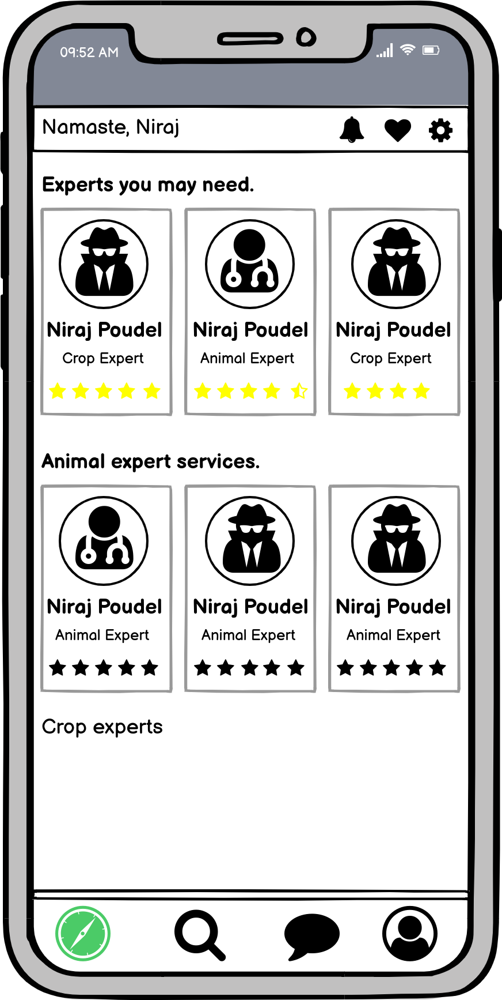 09:52 AM
Namaste, Niraj
Experts you may need.
Niraj Poudel Niraj Poudel Niraj Poudel
Crop Expert Animal Expert Crop Expert
Animal expert services.
Niraj Poudel Niraj Poudel Niraj Poudel
Animal Expert Animal Expert Animal Expert
Crop experts